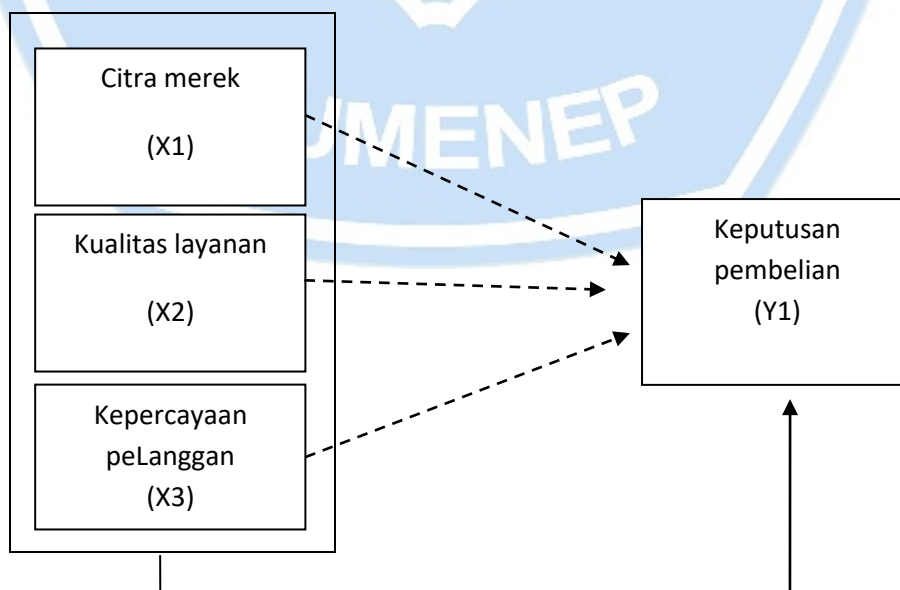 Citra merek
(X1)
UMENEP
Kualitas layanan
(X2)
Keputusan
pembelian
(Y1)
Kepercayaan
peLanggan
(X3)